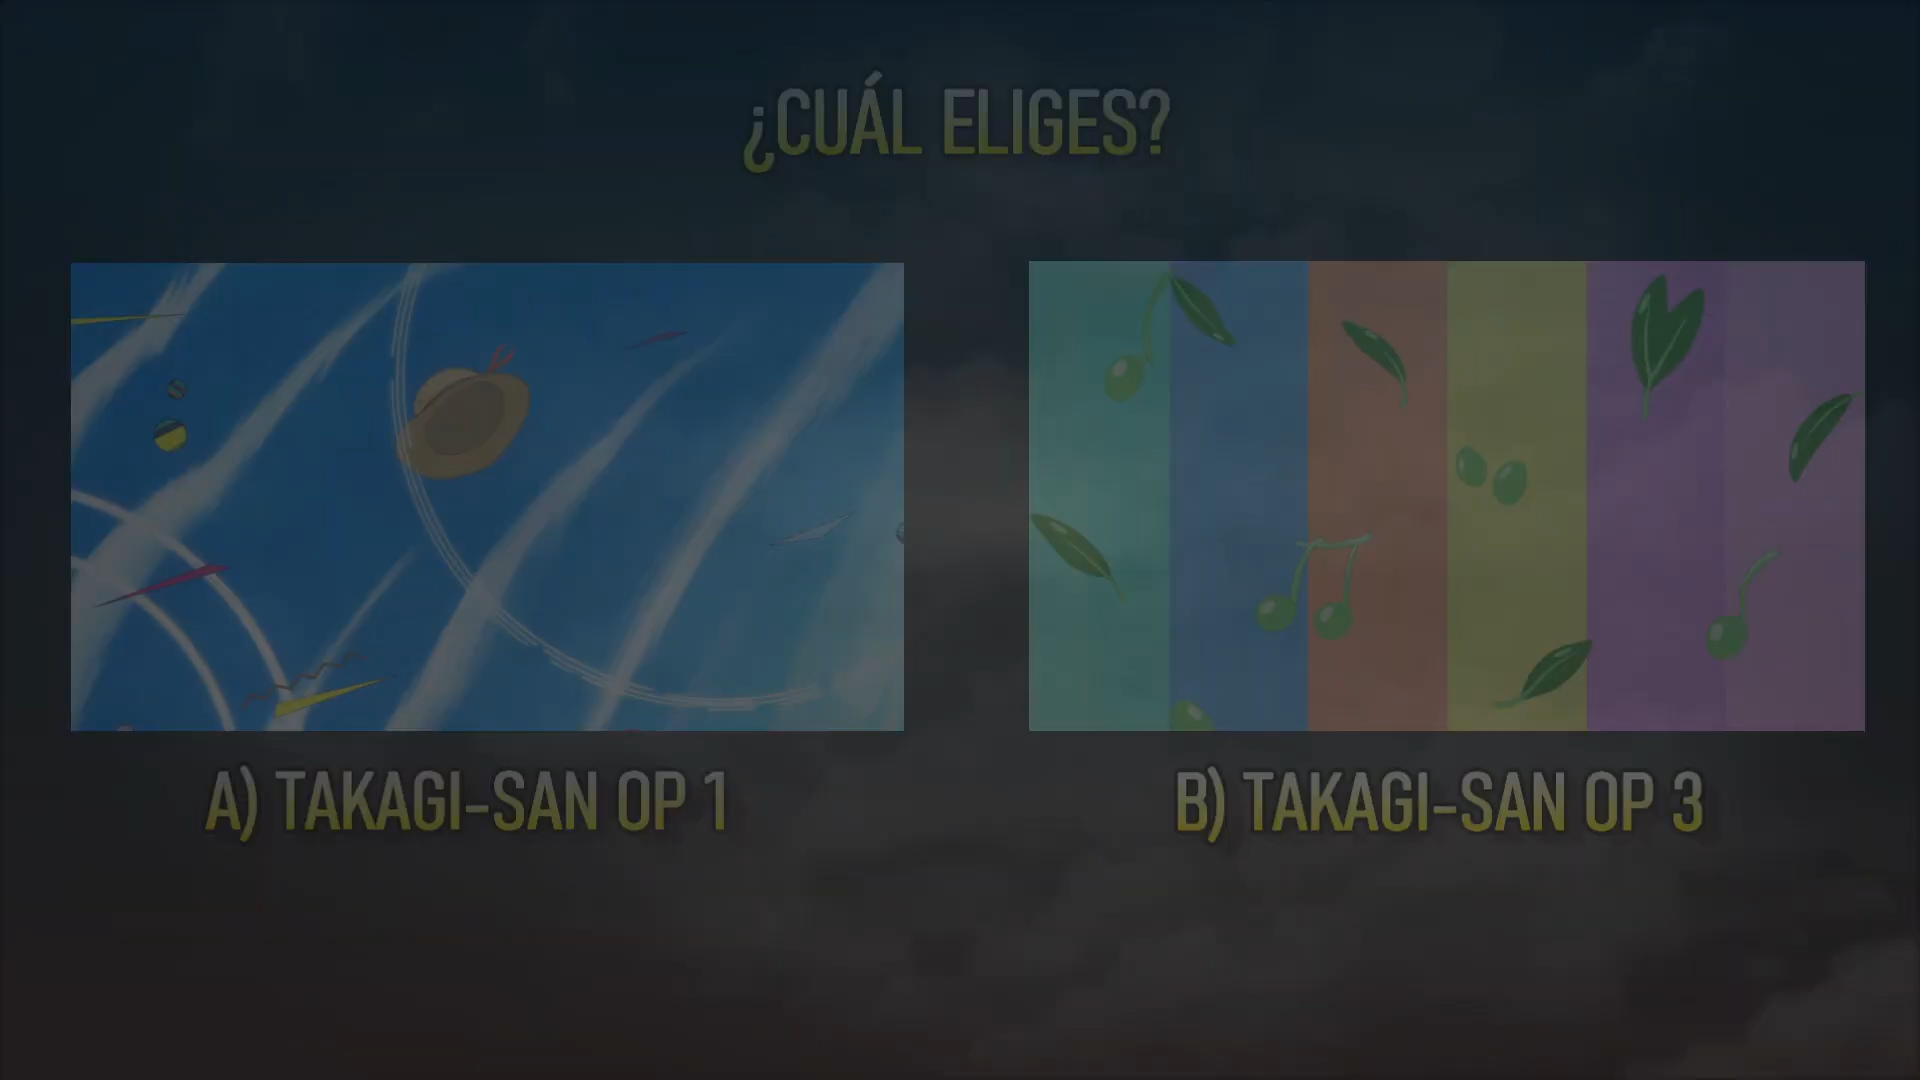 ¿CUÁL ELIGES?
A) TAKAGI-SAN OP 1
B) TAKAGI-SAN OP 3